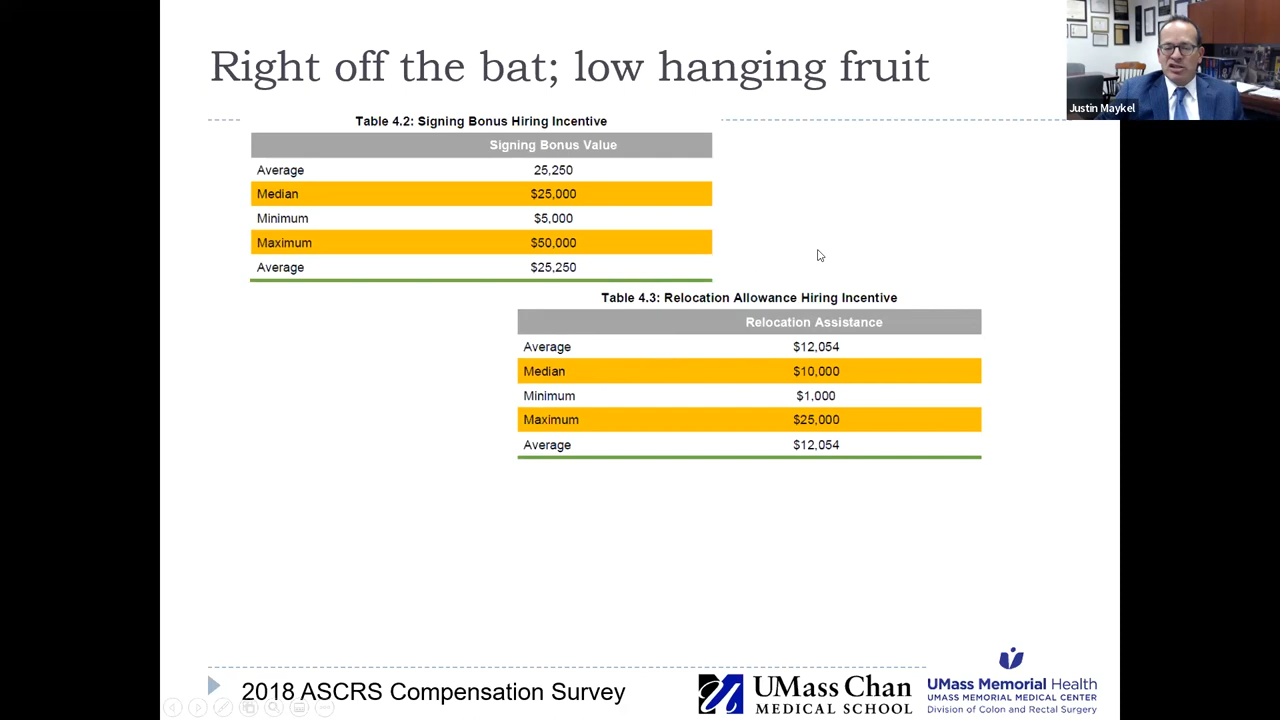 Right off the bat; low hanging fruit
Justin Maykel
Table 4.2: Signing Bonus Hiring Incentive
Signing Bonus Value
Average 25,250
Median $25,000
Minimum $5,000
Maximum $50,000
Average $25,250
Table 4.3: Relocation Allowance Hiring Incentive
Relocation Assistance
Average $12,054
Median $10,000
Minimum $1,000
Maximum $25,000
Average $12,054
2018 ASCRS Compensation Survey
UMass Chan
MEDICAL SCHOOL
UMass Memorial Health
UMASS MEMORIAL MEDICAL CENTER
Division of Colon and Rectal Surgery